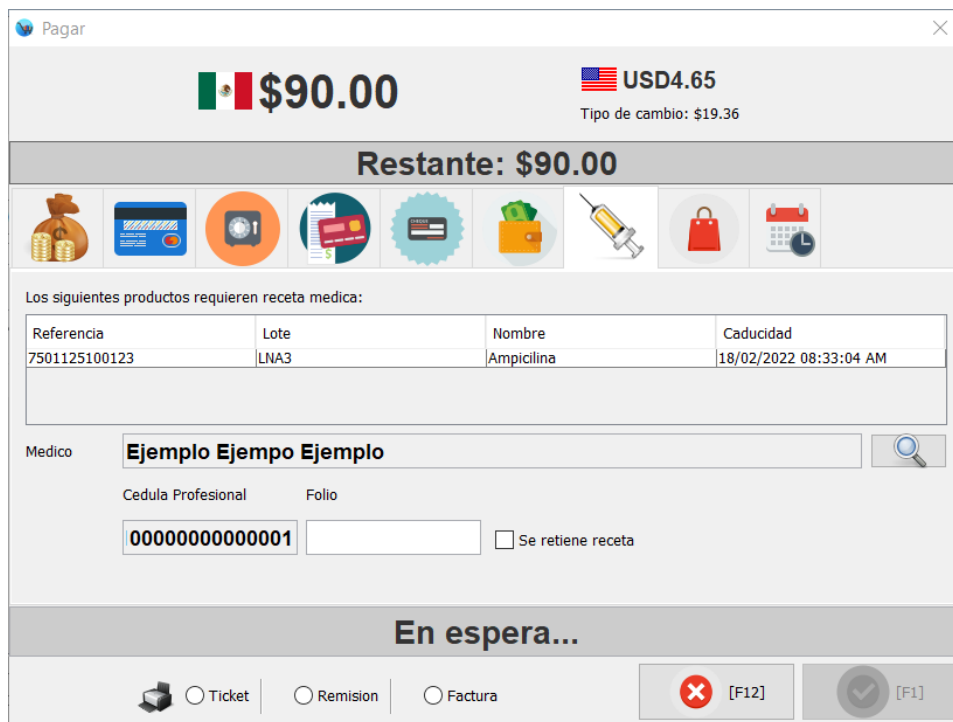 Pagar
$90.00
USD4.65
Tipo de cambio: $19.36
Restante: $90.00
CHEQUE
Los siguientes productos requieren receta medica:
Referencia Lote Nombre Caducidad
7501125100123 LNA3 Ampicilina 18/02/2022 08:33:04 AM
Medico Ejemplo Ejempo Ejemplo
Cedula Profesional Folio
00000000000001 Se retiene receta
En espera...
Ticket Remision Factura [F12] [F1]